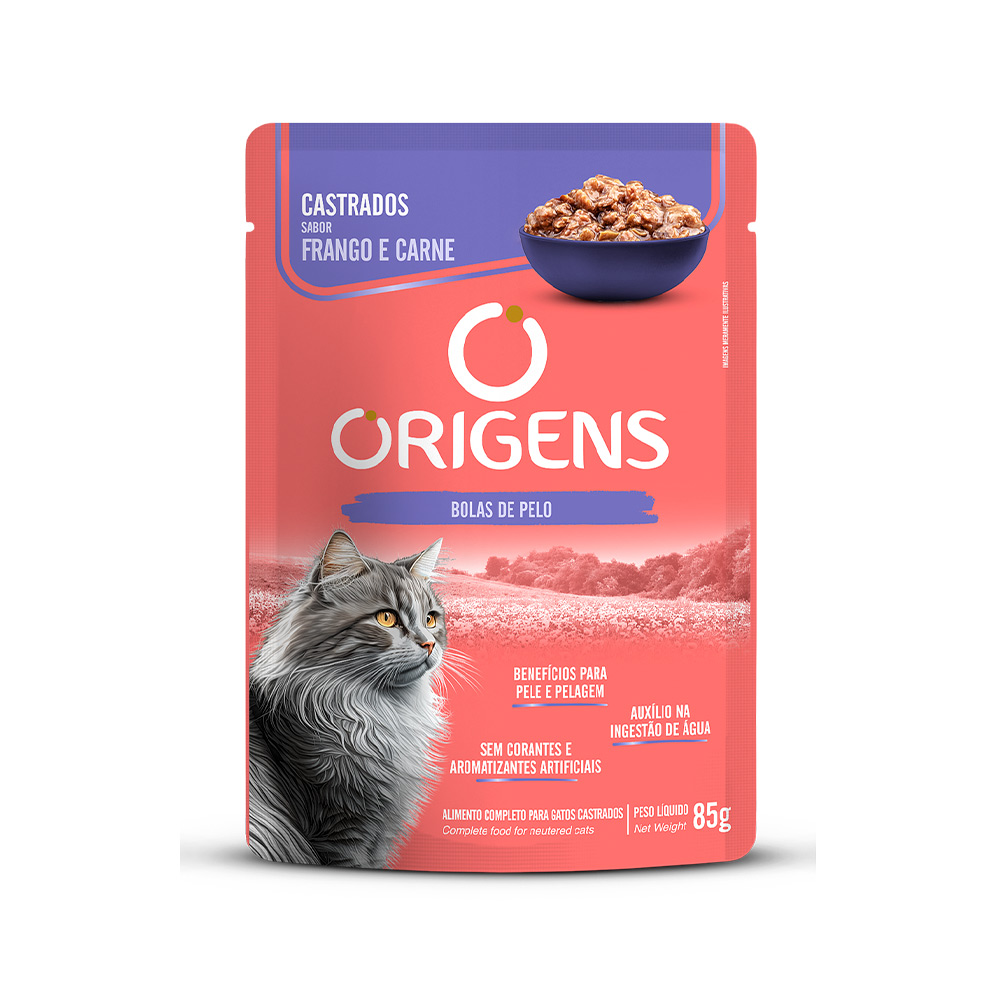 CASTRADOS
SABOR
FRANGO E CARNE
IMAGENS MERAMENTE ILUSTRATIVAS
ORIGENS
BOLAS DE PELO
BENEFÍCIOS PARA
PELE E PELAGEM
AUXÍLIO NA
INGESTÃO DE ÁGUA
SEM CORANTES E
AROMATIZANTES ARTIFICIAIS
ALIMENTO COMPLETO PARA GATOS CASTRADOS
Complete food for neutered cats
PESO LÍQUIDO
Net Weight
85g